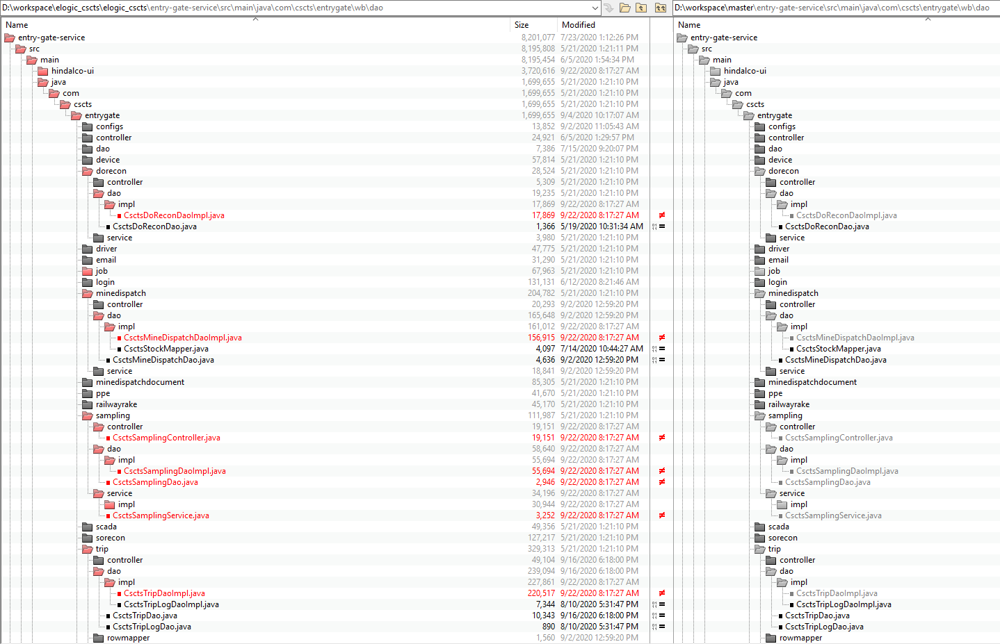 D:\workspace\elogic_cscts\elogic_cscts\entry-gate-service\src\main\java\com\cscts\entrygate\wb\dao D:\workspace\master\entry-gate-service\src\main\java\com\cscts\entrygate\wb\dao
Name Size Modified Name
entry-gate-service 8,201,077 7/23/2020 1:12:26 PM entry-gate-service
src 8,195,808 5/21/2020 1:21:11 PM src
main 8,195,454 6/5/2020 1:54:34 PM main
hindalco-ui 3,720,616 9/22/2020 8:17:27 AM hindalco-ui
java 1,699,655 5/21/2020 1:21:10 PM java
com 1,699,655 5/21/2020 1:21:10 PM com
cscts 1,699,655 5/21/2020 1:21:10 PM cscts
entrygate 1,699,655 9/4/2020 10:17:07 AM entrygate
configs 13,852 9/2/2020 11:05:43 AM configs
controller 24,921 6/5/2020 1:29:57 PM controller
dao 7,386 7/15/2020 9:20:07 PM dao
device 57,814 5/21/2020 1:21:10 PM device
dorecon 28,524 5/21/2020 1:21:10 PM dorecon
controller 5,309 5/21/2020 1:21:10 PM controller
dao 19,235 5/21/2020 1:21:10 PM dao
impl 17,869 9/22/2020 8:17:27 AM impl
CsctsDoReconDaoImpl.java 17,869 9/22/2020 8:17:27 AM ≠ CsctsDoReconDaoImpl.java
CsctsDoReconDao.java 1,366 5/19/2020 10:31:34 AM = CsctsDoReconDao.java
service 3,980 5/21/2020 1:21:10 PM service
driver 47,775 5/21/2020 1:21:10 PM driver
email 31,290 5/21/2020 1:21:10 PM email
job 67,963 5/21/2020 1:21:10 PM job
login 131,131 6/12/2020 8:21:46 AM login
minedispatch 204,782 5/21/2020 1:21:10 PM minedispatch
controller 20,293 9/2/2020 12:59:20 PM controller
dao 165,648 9/2/2020 12:59:20 PM dao
impl 161,012 9/22/2020 8:17:27 AM impl
CsctsMineDispatchDaoImpl.java 156,915 9/22/2020 8:17:27 AM ≠ CsctsMineDispatchDaoImpl.java
CsctsStockMapper.java 4,097 7/14/2020 10:44:27 AM = CsctsStockMapper.java
CsctsMineDispatchDao.java 4,636 9/2/2020 12:59:20 PM = CsctsMineDispatchDao.java
service 18,841 9/2/2020 12:59:20 PM service
minedispatchdocument 85,305 5/21/2020 1:21:10 PM minedispatchdocument
ppe 41,670 5/21/2020 1:21:10 PM ppe
railwayrake 45,170 5/21/2020 1:21:10 PM railwayrake
sampling 111,987 5/21/2020 1:21:10 PM sampling
controller 19,151 9/22/2020 8:17:27 AM controller
CsctsSamplingController.java 19,151 9/22/2020 8:17:27 AM ≠ CsctsSamplingController.java
dao 58,640 9/22/2020 8:17:27 AM dao
impl 55,694 9/22/2020 8:17:27 AM impl
CsctsSamplingDaoImpl.java 55,694 9/22/2020 8:17:27 AM ≠ CsctsSamplingDaoImpl.java
CsctsSamplingDao.java 2,946 9/22/2020 8:17:27 AM ≠ CsctsSamplingDao.java
service 34,196 9/22/2020 8:17:27 AM service
impl 30,944 9/22/2020 8:17:27 AM impl
CsctsSamplingService.java 3,252 9/22/2020 8:17:27 AM ≠ CsctsSamplingService.java
scada 49,356 5/21/2020 1:21:10 PM scada
sorecon 127,217 5/21/2020 1:21:10 PM sorecon
trip 329,313 5/21/2020 1:21:10 PM trip
controller 49,104 9/16/2020 6:18:00 PM controller
dao 239,094 9/16/2020 6:18:00 PM dao
impl 227,861 9/22/2020 8:17:27 AM impl
CsctsTripDaoImpl.java 220,517 9/22/2020 8:17:27 AM ≠ CsctsTripDaoImpl.java
CsctsTripLogDaoImpl.java 7,344 8/10/2020 5:31:47 PM = CsctsTripLogDaoImpl.java
CsctsTripDao.java 10,343 9/16/2020 6:18:00 PM = CsctsTripDao.java
CsctsTripLogDao.java 890 8/10/2020 5:31:47 PM = CsctsTripLogDao.java
rowmapper 1,560 9/2/2020 12:59:20 PM rowmapper